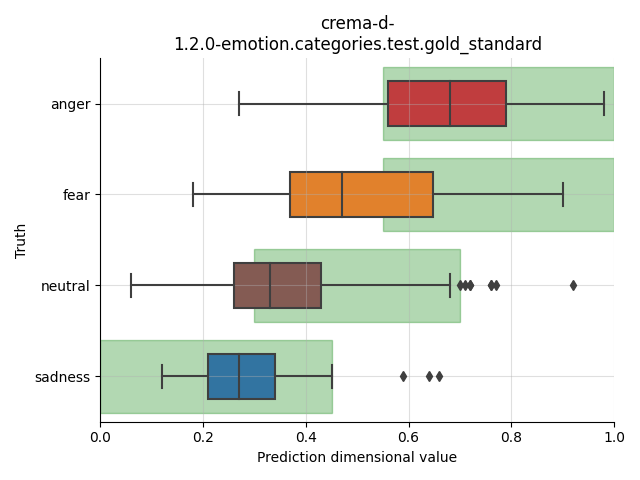 crema-d-
1.2.0-emotion.categories.test.gold_standard
anger
fear
neutral
sadness
Truth
0.0 0.2 0.4 0.6 0.8 1.0
Prediction dimensional value